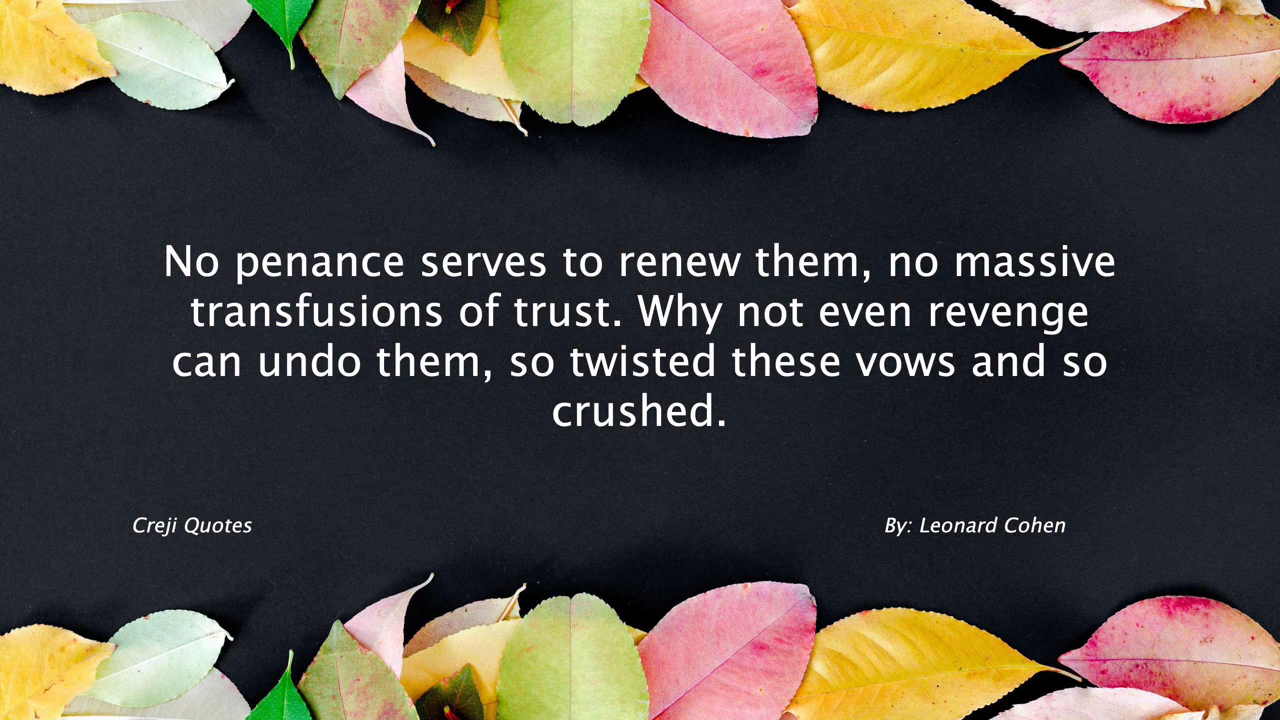 No penance serves to renew them, no massive
transfusions of trust. Why not even revenge
can undo them, so twisted these vows and so
crushed.
Creji Quotes
By: Leonard Cohen